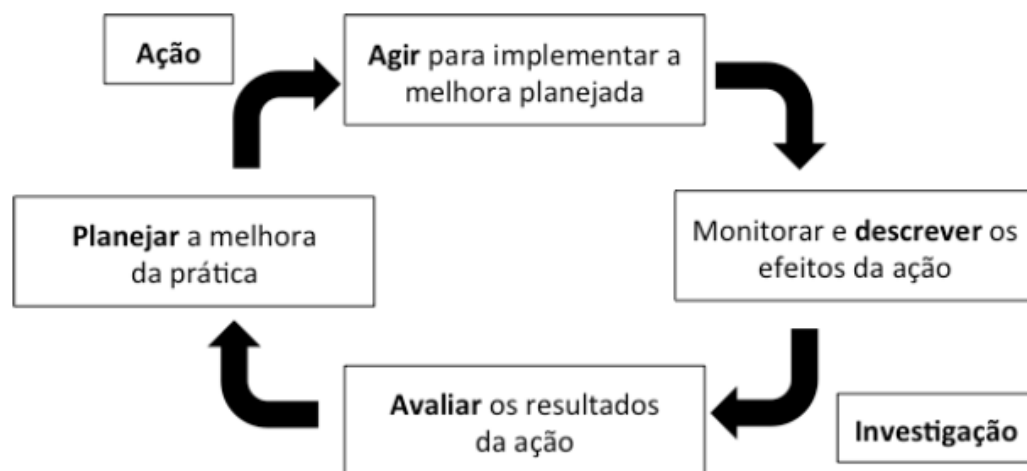 Ação
Agir para implementar a
melhora planejada
Monitorar e descrever os
efeitos da ação
Investigação
Avaliar os resultados
da ação
Planejar a melhora
da prática